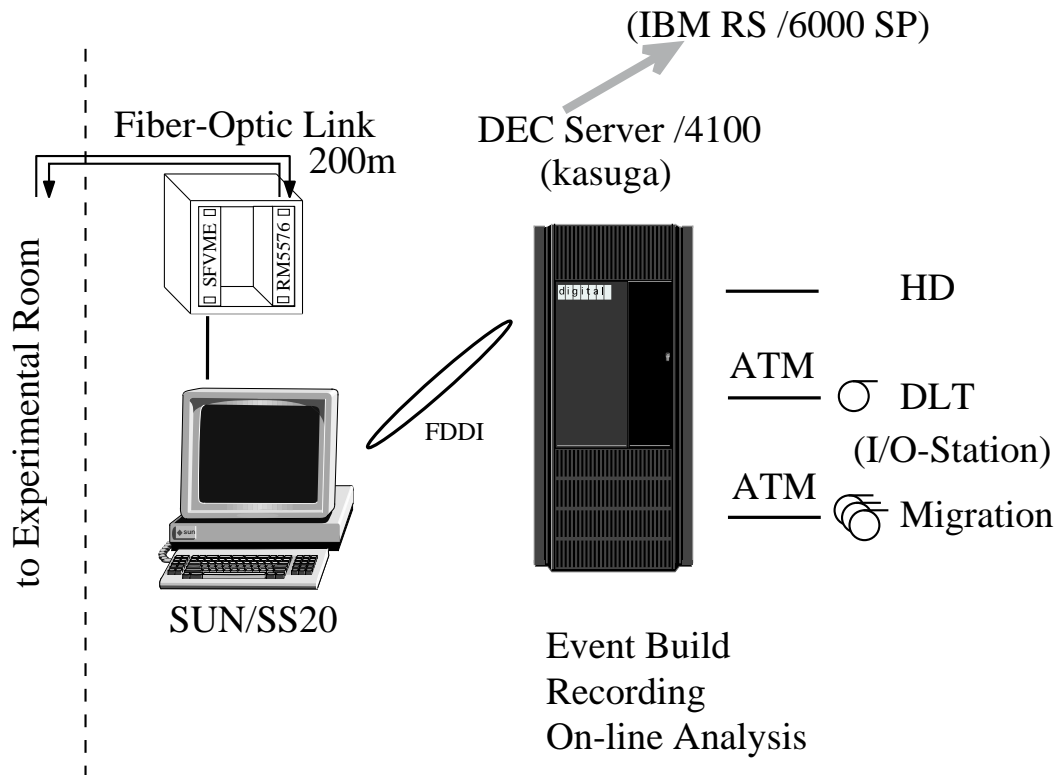 (IBM RS /6000 SP)
Fiber-Optic Link
200m
DEC Server /4100
(kasuga)
to Experimental Room
SFVME
RM5576
digital
HD
ATM
DLT
(I/O-Station)
FDDI
ATM
Migration
sun
SUN/SS20
Event Build
Recording
On-line Analysis